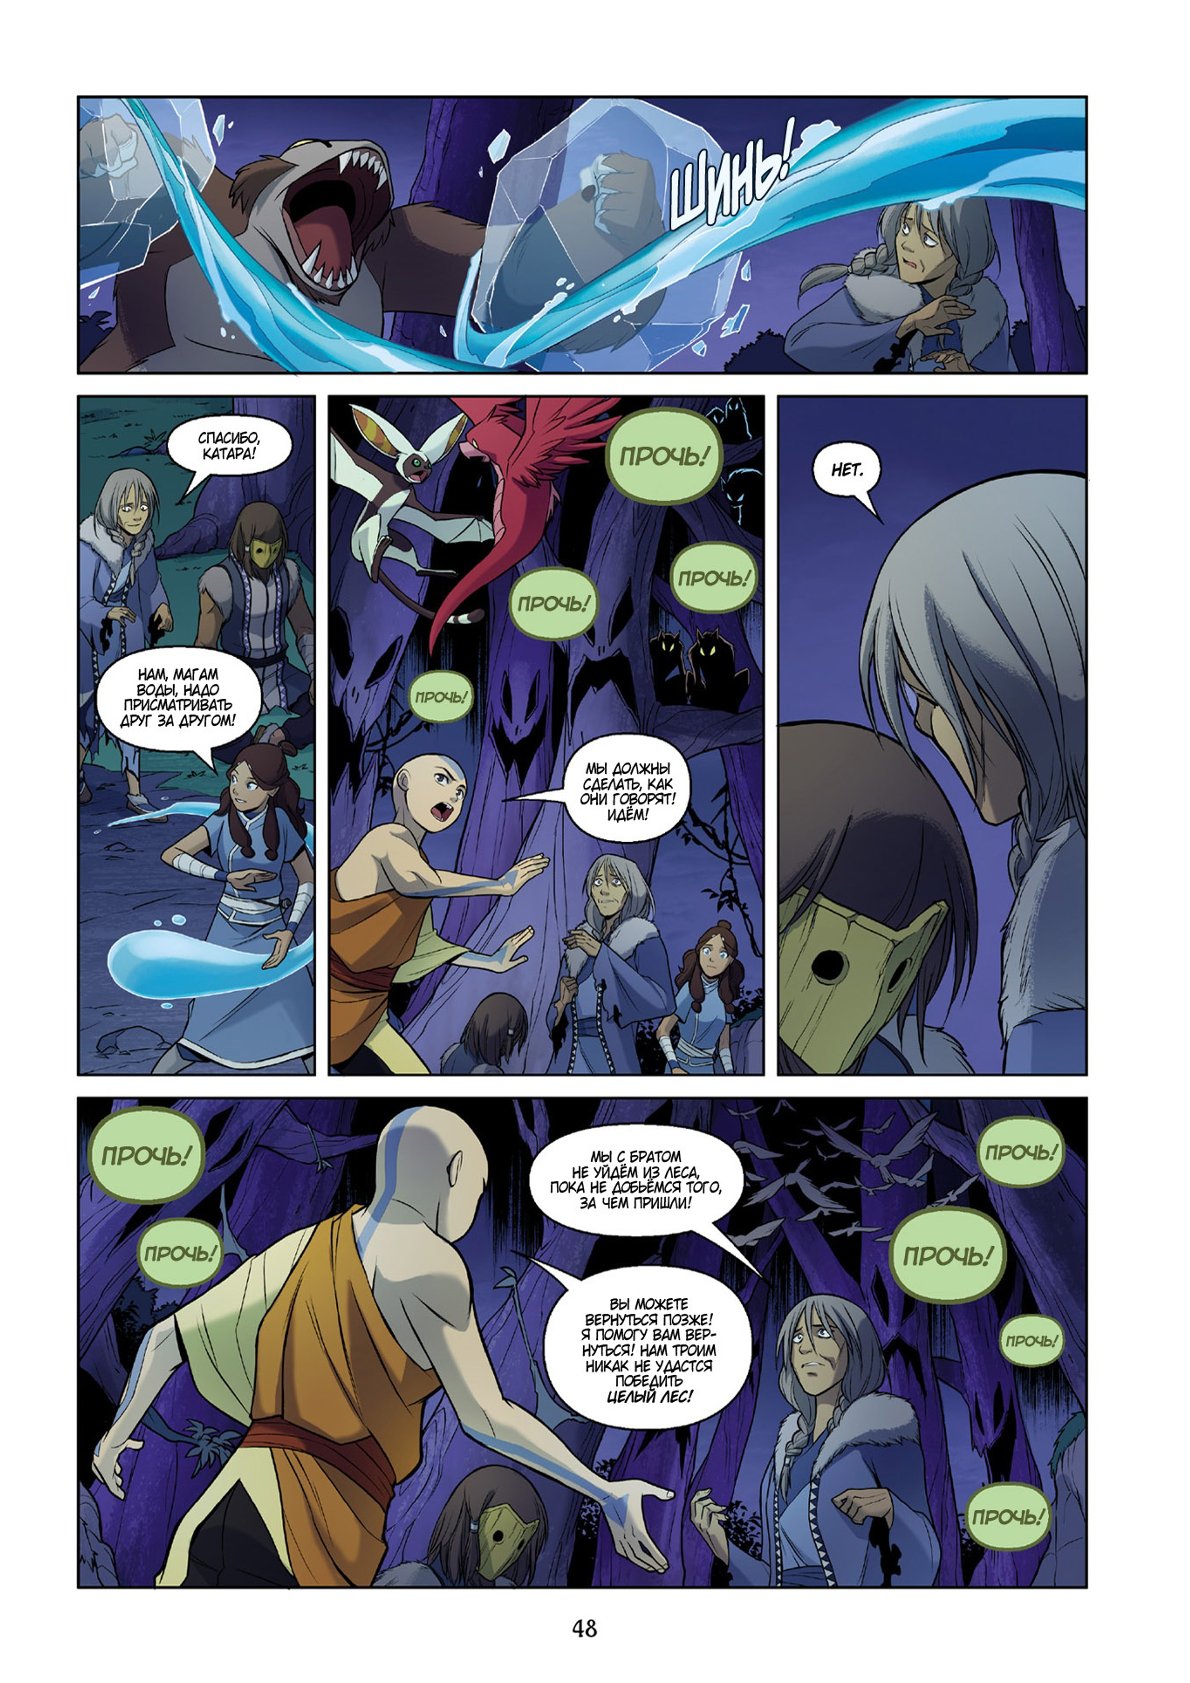 ШИНЬ!
СПАСИБО,
КАТАРА!
НАМ, МАГАМ
ВОДЫ, НАДО
ПРИСМАТРИВАТЬ
ДРУГ ЗА ДРУГОМ!
ПРОЧЬ!
ПРОЧЬ!
ПРОЧЬ!
ПРОЧЬ!
МЫ ДОЛЖНЫ
СДЕЛАТЬ, КАК
ОНИ ГОВОРЯТ!
ИДЁМ!
НЕТ.
ПРОЧЬ!
ПРОЧЬ!
МЫ С БРАТОМ
НЕ УЙДЁМ ИЗ ЛЕСА,
ПОКА НЕ ДОБЬЁМСЯ ТОГО,
ЗА ЧЕМ ПРИШЛИ!
ВЫ МОЖЕТЕ
ВЕРНУТЬСЯ ПОЗЖЕ!
Я ПОМОГУ ВАМ ВЕР-
НУТЬСЯ! НАМ ТРОИМ
НИКАК НЕ УДАСТСЯ
ПОБЕДИТЬ
ЦЕЛЫЙ ЛЕС!
ПРОЧЬ!
ПРОЧЬ!
ПРОЧЬ!
ПРОЧЬ!
48